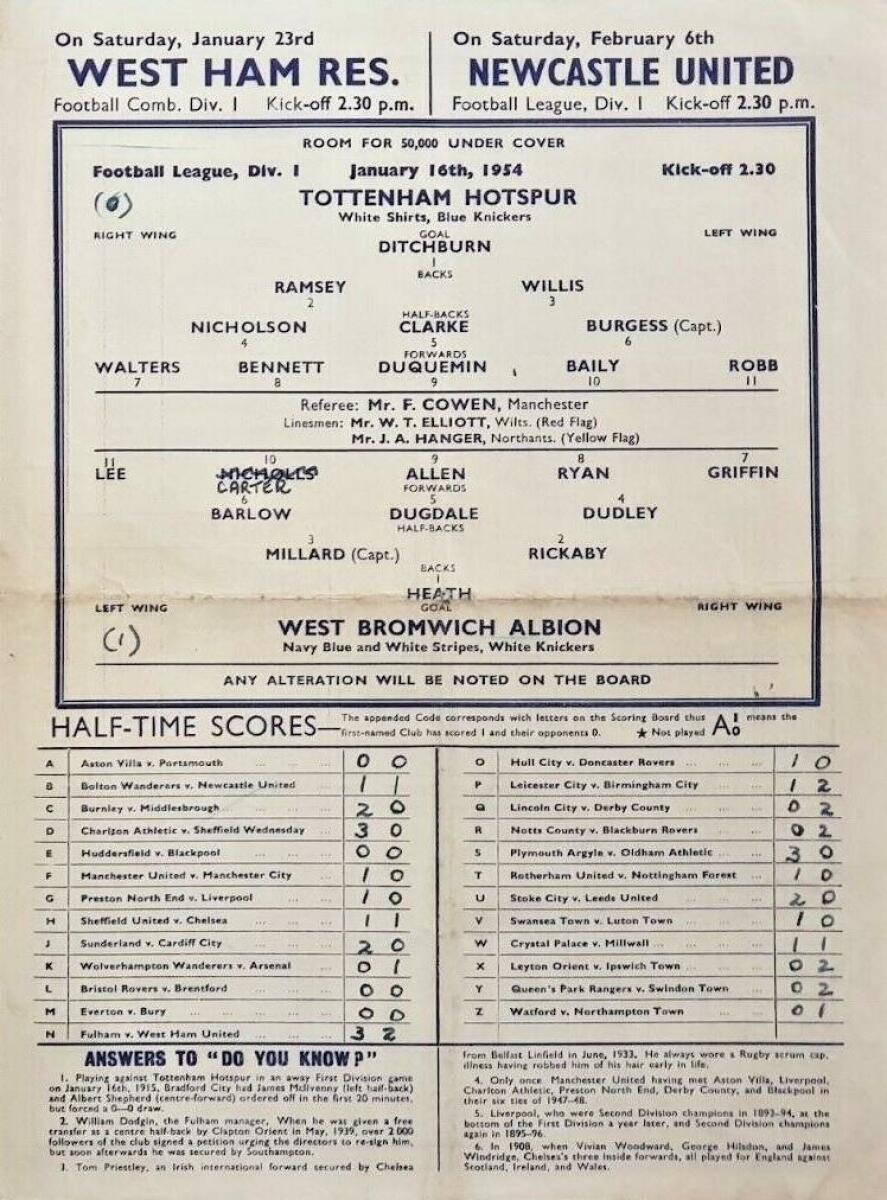 On Saturday, January 23rd
WEST HAM RES.
Football Comb. Div. 1 Kick-off 2.30 p.m.
On Saturday, February 6th
NEWCASTLE UNITED
Football League, Div. 1 Kick-off 2.30 p.m.
ROOM FOR 50,000 UNDER COVER
Football League, Div. 1 January 16th, 1954 Kick-off 2.30
(0) TOTTENHAM HOTSPUR
White Shirts, Blue Knickers
RIGHT WING GOAL LEFT WING
DITCHBURN
1
BACKS
RAMSEY WILLIS
2 3
HALF-BACKS
NICHOLSON CLARKE BURGESS (Capt.)
4 5 6
FORWARDS
WALTERS BENNETT DUQUEMIN BAILY ROBB
7 8 9 10 11
Referee: Mr. F. COWEN, Manchester
Linesmen: Mr. W. T. ELLIOTT, Wilts. (Red Flag)
Mr. J. A. HANGER, Northants. (Yellow Flag)
11 10 9 8 7
LEE NICHOLLS ALLEN RYAN GRIFFIN
CARTER FORWARDS
6 5 4
BARLOW DUGDALE DUDLEY
HALF-BACKS
3 2
MILLARD (Capt.) RICKABY
BACKS
1
HEATH
LEFT WING GOAL RIGHT WING
(1) WEST BROMWICH ALBION
Navy Blue and White Stripes, White Knickers
ANY ALTERATION WILL BE NOTED ON THE BOARD
HALF-TIME SCORES—The appended Code corresponds with letters on the Scoring Board thus A 1 0 means the
first-named Club has scored 1 and their opponents 0. ★ Not played
A Aston Villa v. Portsmouth ... ... ... 0 0
B Bolton Wanderers v. Newcastle United ... 1 1
C Burnley v. Middlesbrough ... ... ... 2 0
D Charlton Athletic v. Sheffield Wednesday ... 3 0
E Huddersfield v. Blackpool ... ... ... 0 0
F Manchester United v. Manchester City ... 1 0
G Preston North End v. Liverpool ... ... 1 0
H Sheffield United v. Chelsea ... ... ... 1 1
J Sunderland v. Cardiff City ... ... ... 2 0
K Wolverhampton Wanderers v. Arsenal ... 0 1
L Bristol Rovers v. Brentford ... ... ... 0 0
M Everton v. Bury ... ... ... ... 0 0
N Fulham v. West Ham United ... ... 3 2
O Hull City v. Doncaster Rovers ... ... ... 1 0
P Leicester City v. Birmingham City ... ... 1 2
Q Lincoln City v. Derby County ... ... 0 2
R Notts County v. Blackburn Rovers ... ... 0 2
S Plymouth Argyle v. Oldham Athletic ... ... 3 0
T Rotherham United v. Nottingham Forest ... 1 0
U Stoke City v. Leeds United ... ... ... 2 0
V Swansea Town v. Luton Town ... ... 1 0
W Crystal Palace v. Millwall ... ... ... 1 1
X Leyton Orient v. Ipswich Town ... ... ... 0 2
Y Queen's Park Rangers v. Swindon Town ... 0 2
Z Watford v. Northampton Town ... ... 0 1
ANSWERS TO "DO YOU KNOW?"
1. Playing against Tottenham Hotspur in an away First Division game
on January 16th, 1915, Bradford City had James McIlvenny (left half-back)
and Albert Shepherd (centre-forward) ordered off in the first 20 minutes,
but forced a 0—0 draw.
2. William Dodgin, the Fulham manager. When he was given a free
transfer as a centre half-back by Clapton Orient in May, 1939, over 2,000
followers of the club signed a petition urging the directors to re-sign him,
but soon afterwards he was secured by Southampton.
3. Tom Priestley, an Irish international forward secured by Chelsea
from Belfast Linfield in June, 1933. He always wore a Rugby scrum cap,
illness having robbed him of his hair early in life.
4. Only once. Manchester United having met Aston Villa, Liverpool,
Charlton Athletic, Preston North End, Derby County, and Blackpool in
their six ties of 1947-48.
5. Liverpool, who were Second Division champions in 1893-94, at the
bottom of the First Division a year later, and Second Division champions
again in 1895-96.
6. In 1908, when Vivian Woodward, George Hilsdon, and James
Windridge, Chelsea's three inside forwards, all played for England against
Scotland, Ireland, and Wales.